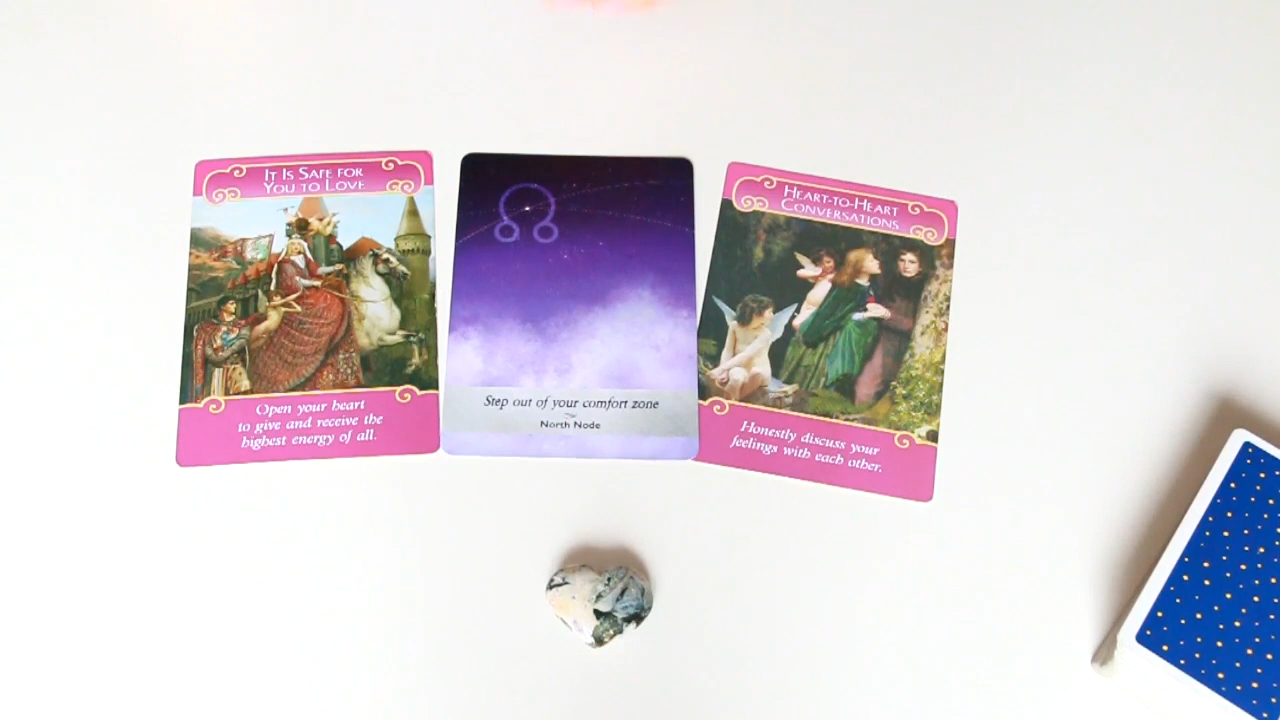 IT IS SAFE FOR
YOU TO LOVE
Open your heart
to give and receive the
highest energy of all.
Step out of your comfort zone
North Node
HEART-TO-HEART
CONVERSATIONS
Honestly discuss your
feelings with each other.